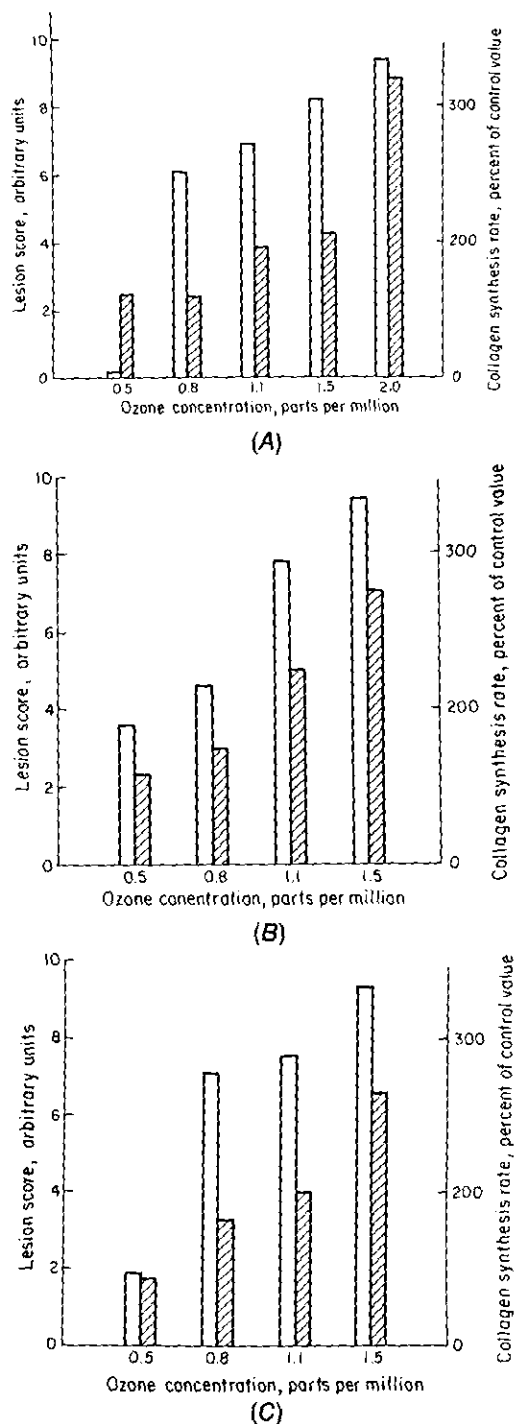 10
8
6
4
2
0
Lesion score, arbitrary units
300
200
0
Collagen synthesis rate, percent of control value
0.5 0.8 1.1 1.5 2.0
Ozone concentration, parts per million
(A)
10
8
6
4
2
0
Lesion score, arbitrary units
300
200
0
Collagen synthesis rate, percent of control value
0.5 0.8 1.1 1.5
Ozone conentration, parts per million
(B)
10
8
6
4
2
0
Lesion score, arbitrary units
300
200
0
Collagen synthesis rate, percent of control value
0.5 0.8 1.1 1.5
Ozone concentration, parts per million
(C)